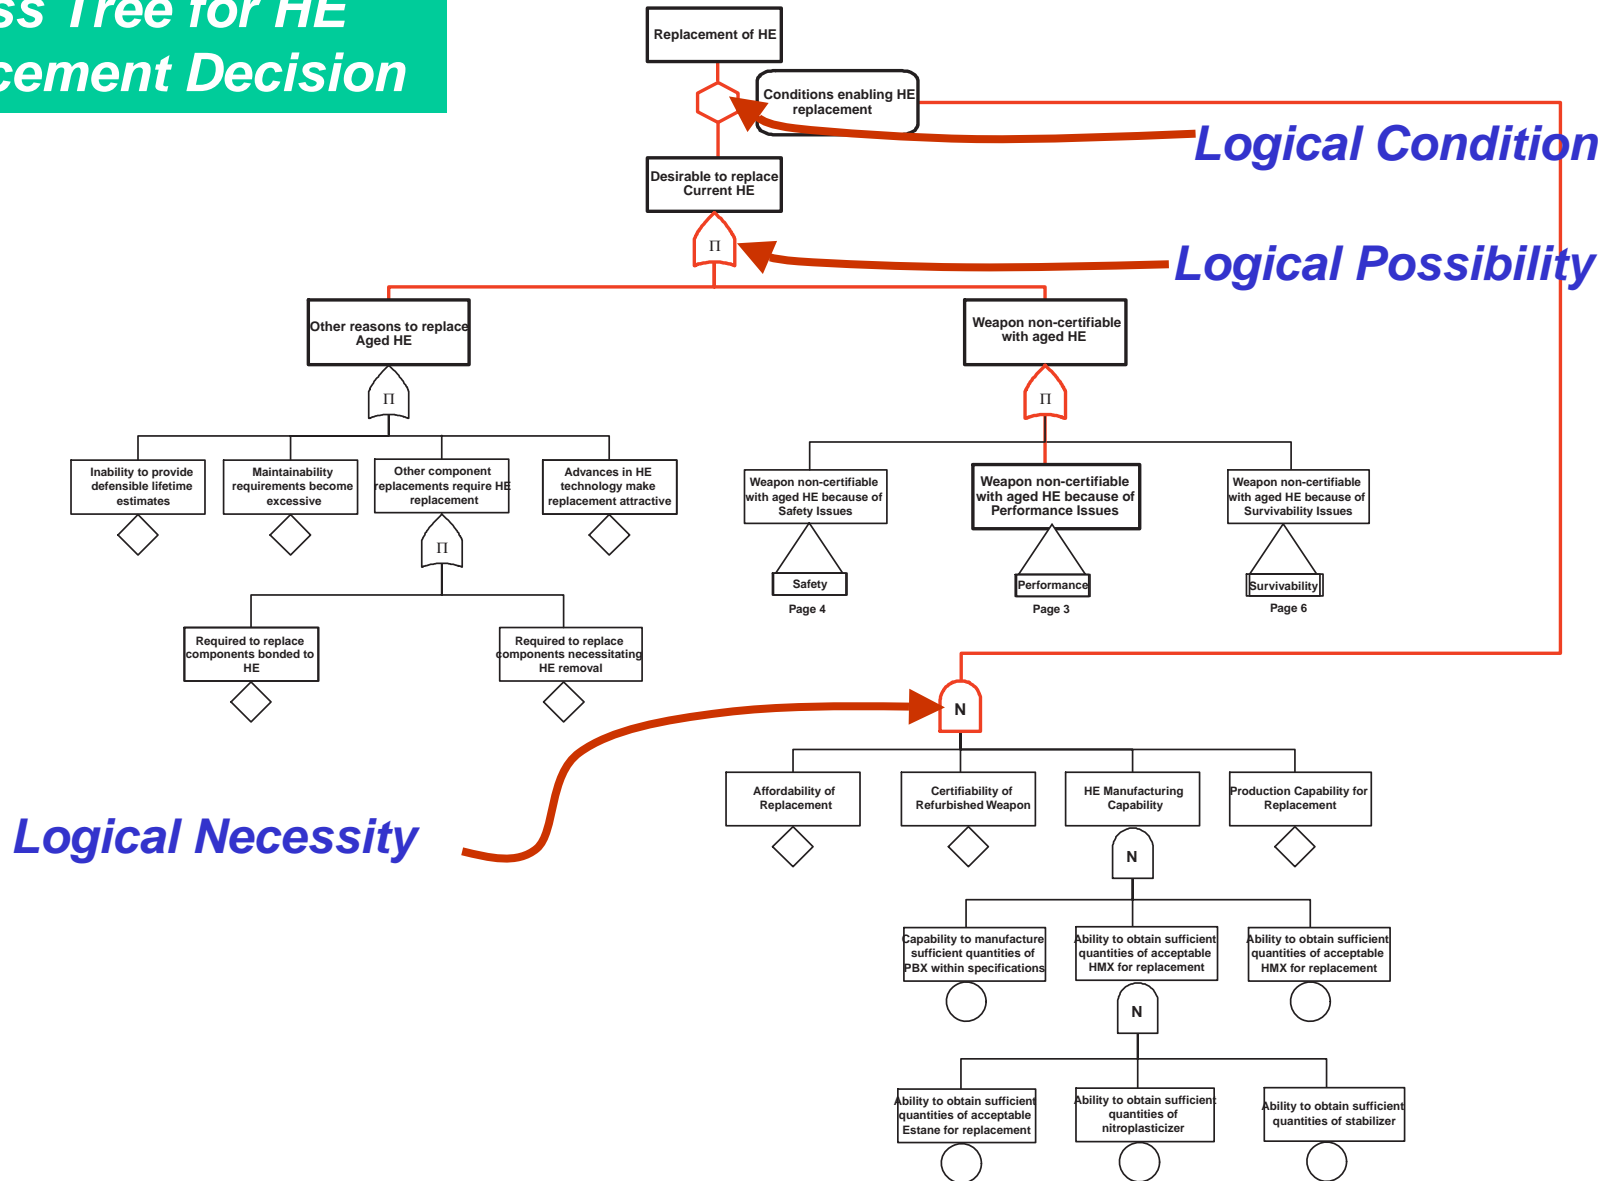 ss Tree for HE
cement Decision
Replacement of HE
Conditions enabling HE
replacement
Logical Condition
Desirable to replace
Current HE
Π
Logical Possibility
Other reasons to replace
Aged HE
Weapon non-certifiable
with aged HE
Π
Π
Inability to provide
defensible lifetime
estimates
Maintainability
requirements become
excessive
Other component
replacements require HE
replacement
Advances in HE
technology make
replacement attractive
Weapon non-certifiable
with aged HE because of
Safety Issues
Weapon non-certifiable
with aged HE because of
Performance Issues
Weapon non-certifiable
with aged HE because of
Survivability Issues
Π
Safety
Performance
Survivability
Page 4
Page 3
Page 6
Required to replace
components bonded to
HE
Required to replace
components necessitating
HE removal
N
Logical Necessity
Affordability of
Replacement
Certifiability of
Refurbished Weapon
HE Manufacturing
Capability
Production Capability for
Replacement
N
Capability to manufacture
sufficient quantities of
PBX within specifications
Ability to obtain sufficient
quantities of acceptable
HMX for replacement
Ability to obtain sufficient
quantities of acceptable
HMX for replacement
N
Ability to obtain sufficient
quantities of acceptable
Estane for replacement
Ability to obtain sufficient
quantities of
nitroplasticizer
Ability to obtain sufficient
quantities of stabilizer